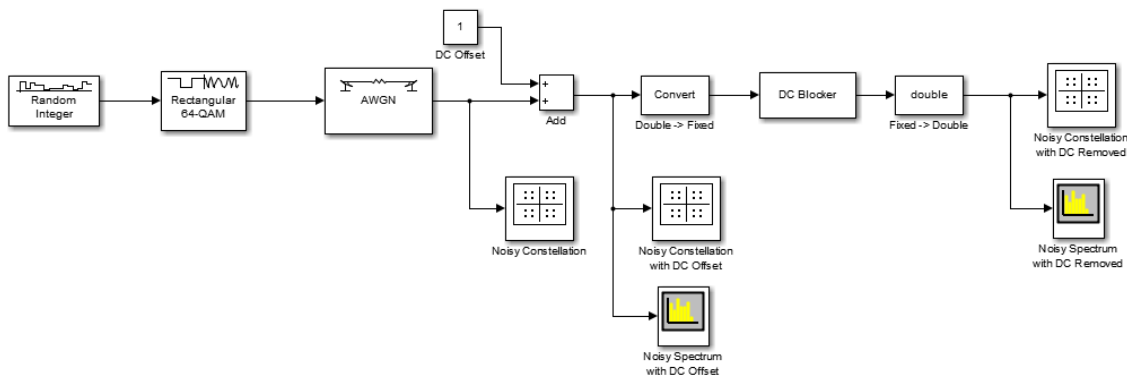 1
DC Offset
Random
Integer
Rectangular
64-QAM
AWGN
+
+
Add
Convert
Double -> Fixed
DC Blocker
double
Fixed -> Double
Noisy Constellation
with DC Removed
Noisy Constellation
Noisy Constellation
with DC Offset
Noisy Spectrum
with DC Removed
Noisy Spectrum
with DC Offset